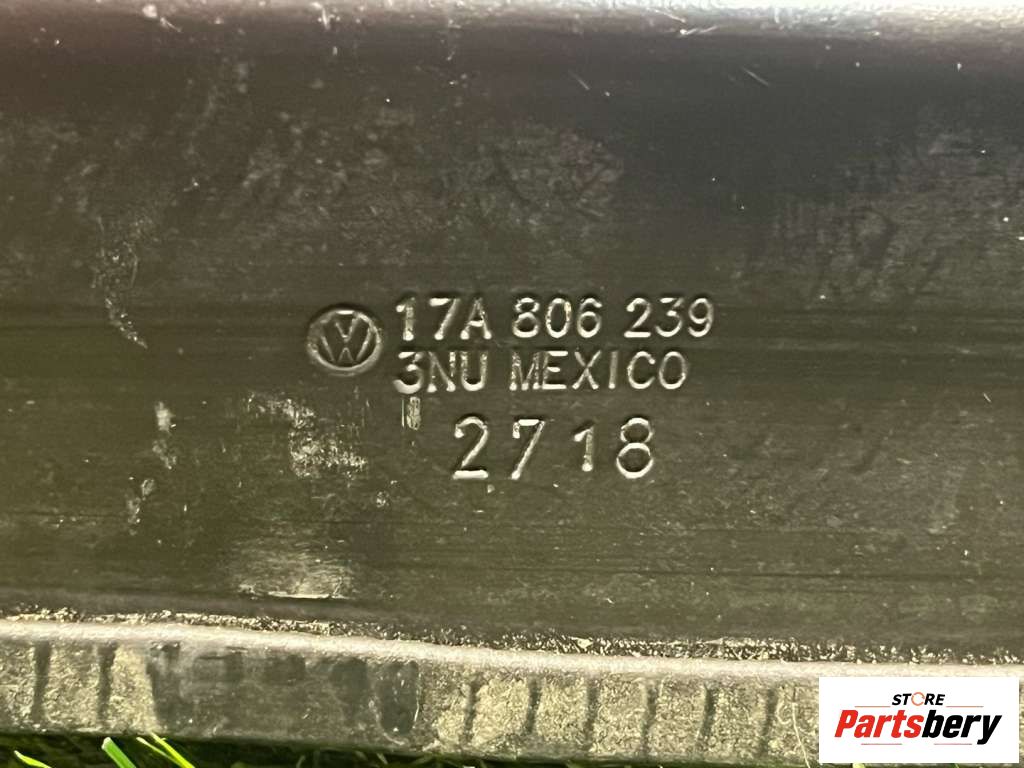 17A 806 239
3NU MEXICO
2718
STORE
Partsbery